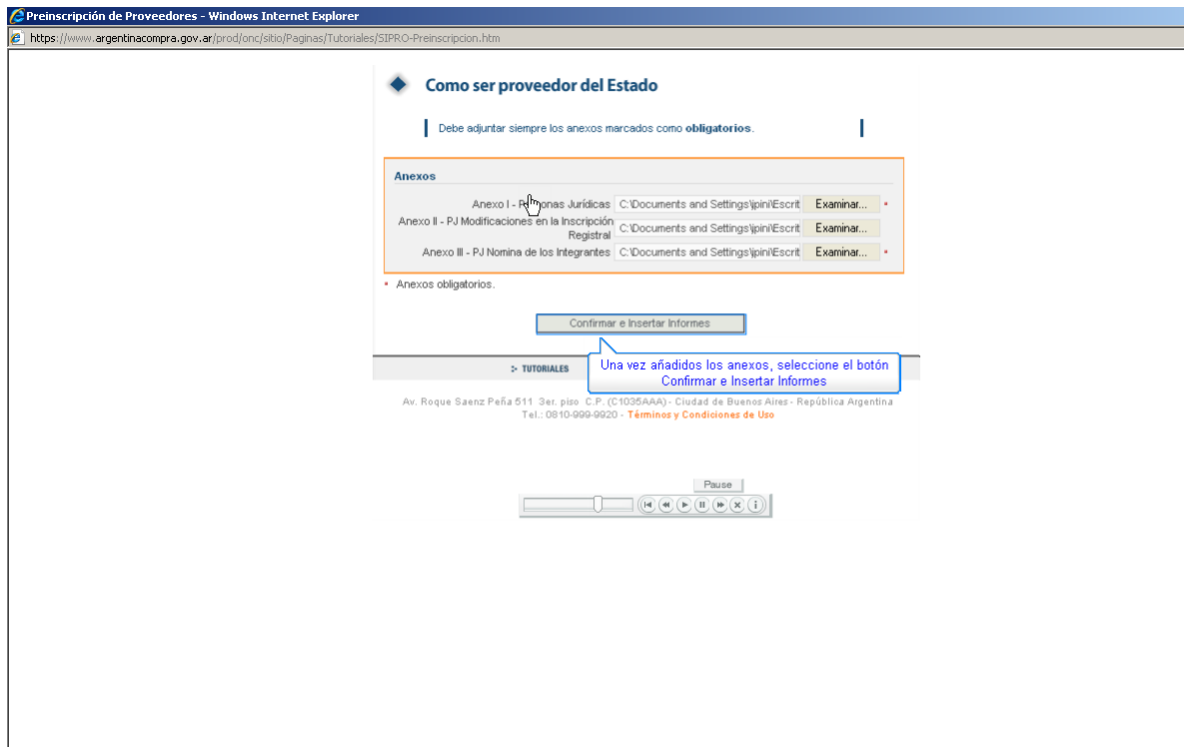 Preinscripción de Proveedores - Windows Internet Explorer
https://www.argentinacompra.gov.ar/prod/onc/sitio/Paginas/Tutoriales/SIPRO-Preinscripcion.htm
Como ser proveedor del Estado
Debe adjuntar siempre los anexos marcados como obligatorios.
Anexos
Anexo I - Personas Jurídicas C:\Documents and Settings\jpini\Escrit Examinar... *
Anexo II - PJ Modificaciones en la Inscripción
Registral C:\Documents and Settings\jpini\Escrit Examinar...
Anexo III - PJ Nomina de los Integrantes C:\Documents and Settings\jpini\Escrit Examinar... *
* Anexos obligatorios.
Confirmar e Insertar Informes
Una vez añadidos los anexos, seleccione el botón
Confirmar e Insertar Informes
:> TUTORIALES
Av. Roque Saenz Peña 511 3er. piso C.P. (C1035AAA) - Ciudad de Buenos Aires - República Argentina
Tel.: 0810-999-9920 - Términos y Condiciones de Uso
Pause